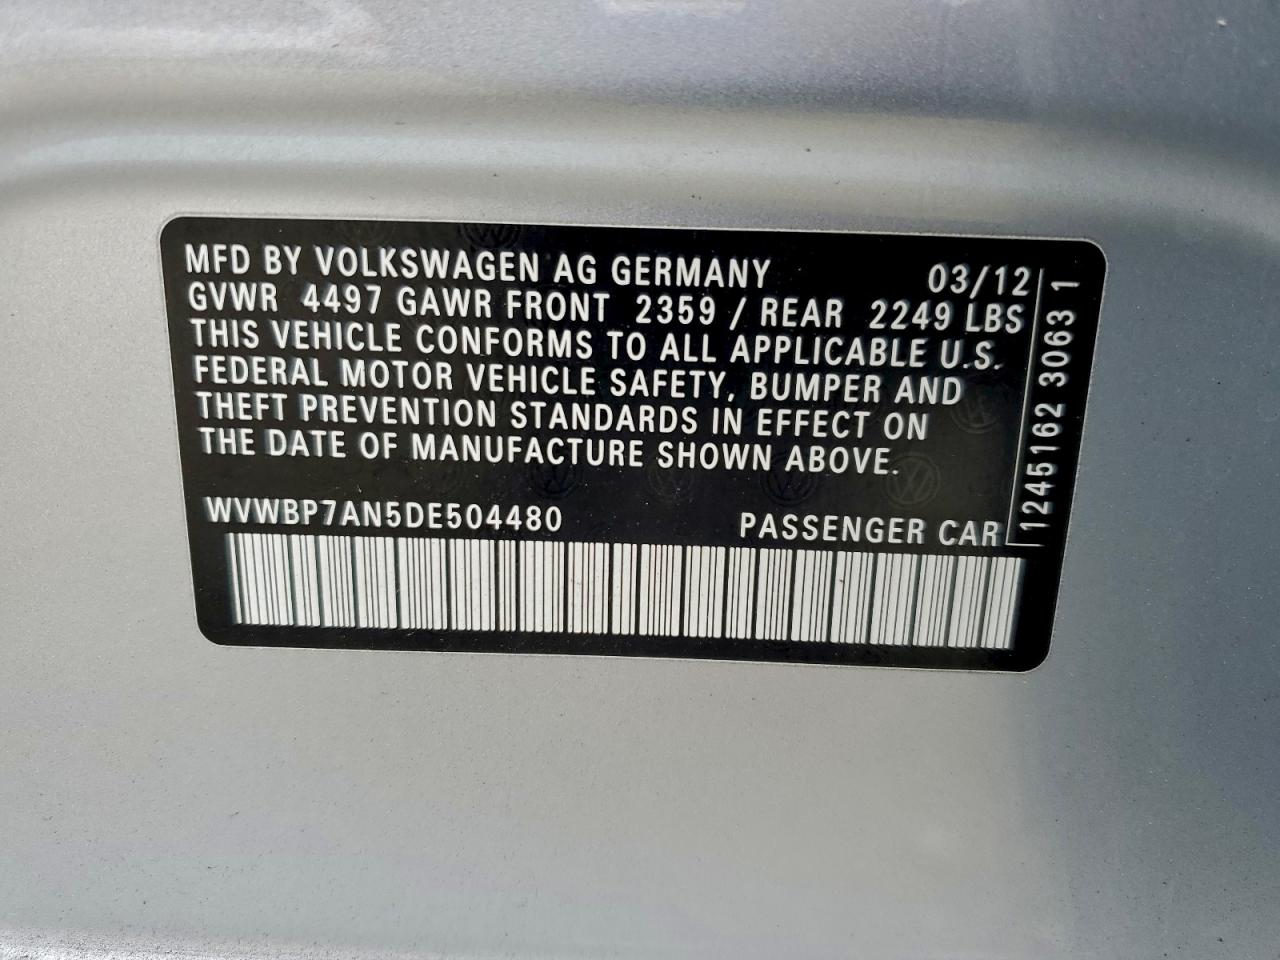 MFD BY VOLKSWAGEN AG GERMANY 03/12
GVWR 4497 GAWR FRONT 2359 / REAR 2249 LBS
THIS VEHICLE CONFORMS TO ALL APPLICABLE U.S.
FEDERAL MOTOR VEHICLE SAFETY, BUMPER AND
THEFT PREVENTION STANDARDS IN EFFECT ON
THE DATE OF MANUFACTURE SHOWN ABOVE.
WVWBP7AN5DE504480 PASSENGER CAR
1245162 3063 1